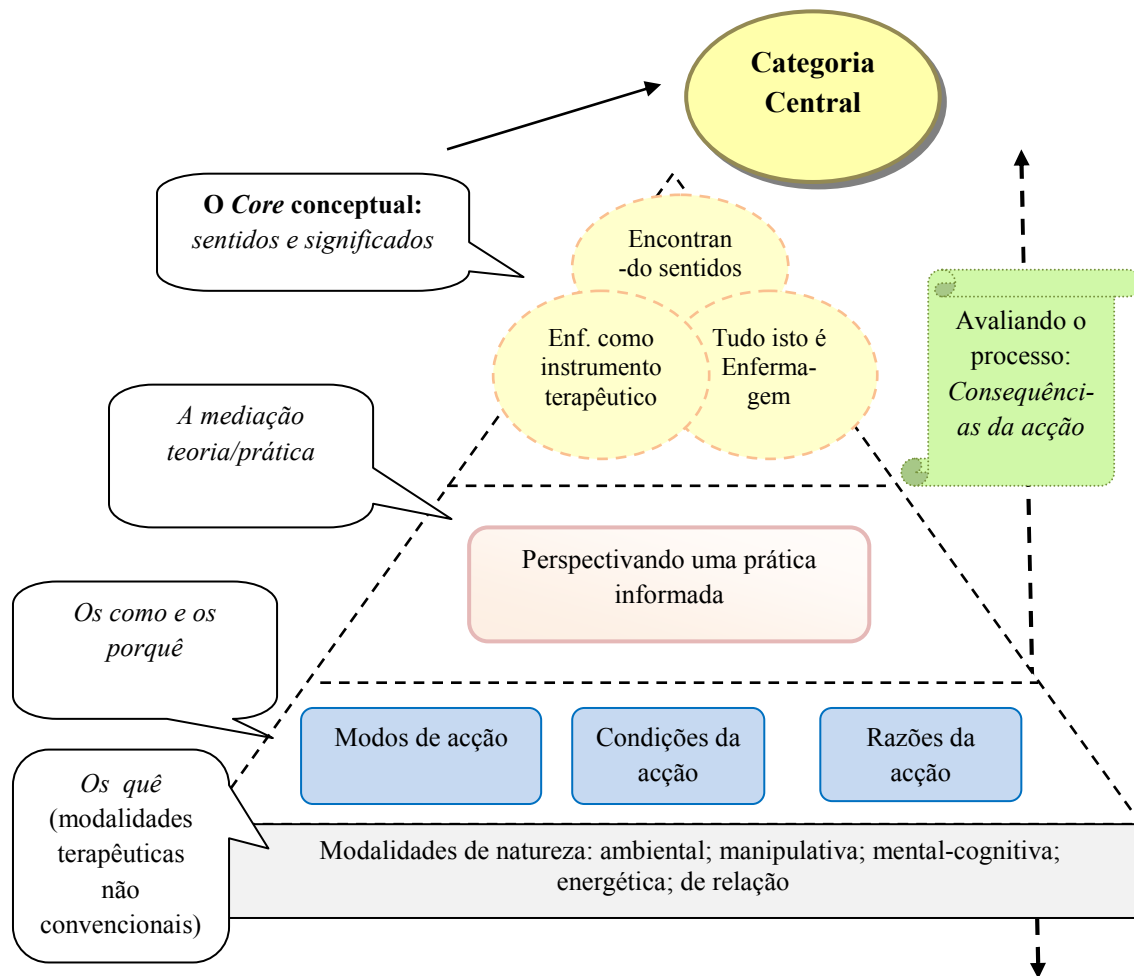 Categoria
Central
O Core conceptual:
sentidos e significados
Encontran
-do sentidos
Enf. como
instrumento
terapêutico
Tudo isto é
Enferma-
gem
Avaliando o
processo:
Consequênci-
as da acção
A mediação
teoria/prática
Perspectivando uma prática
informada
Os como e os
porquê
Modos de acção
Condições da
acção
Razões da
acção
Os quê
(modalidades
terapêuticas
não
convencionais)
Modalidades de natureza: ambiental; manipulativa; mental-cognitiva;
energética; de relação